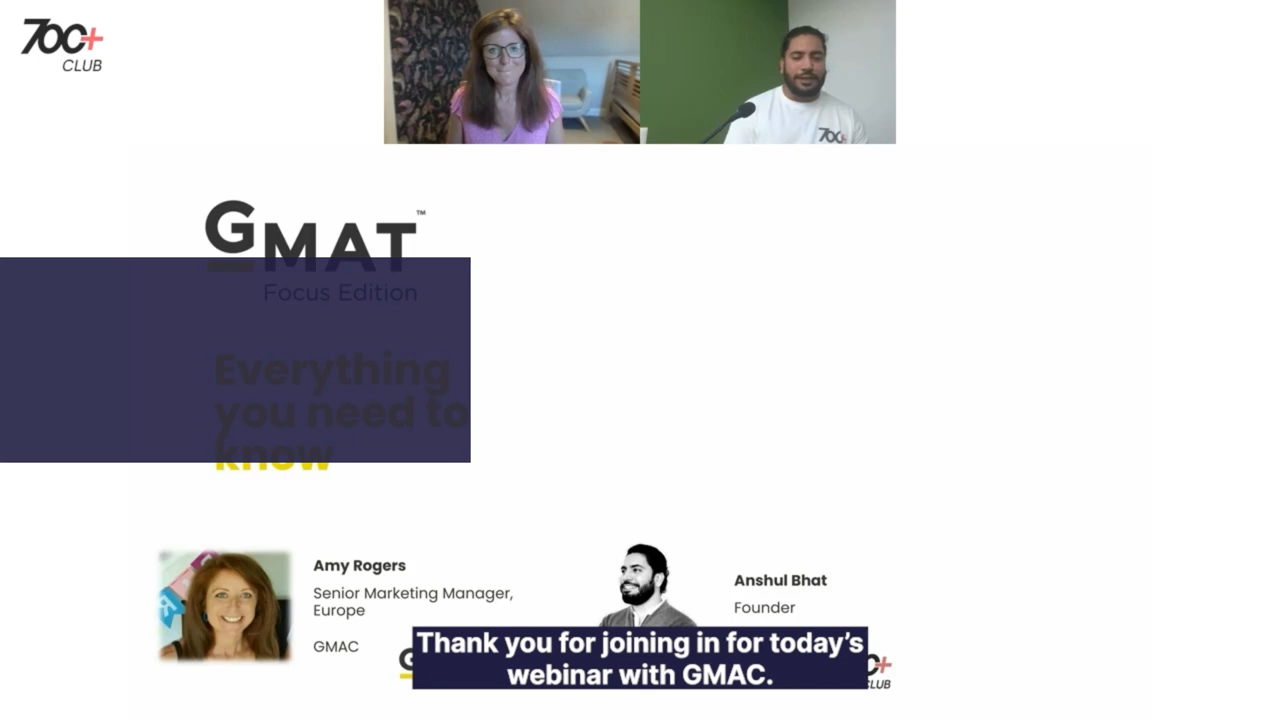 700+
CLUB
700+
GMAT™
Focus Edition
Everything
you need to
know
Amy Rogers
Senior Marketing Manager,
Europe
GMAC
Anshul Bhat
Founder
Thank you for joining in for today's
webinar with GMAC.